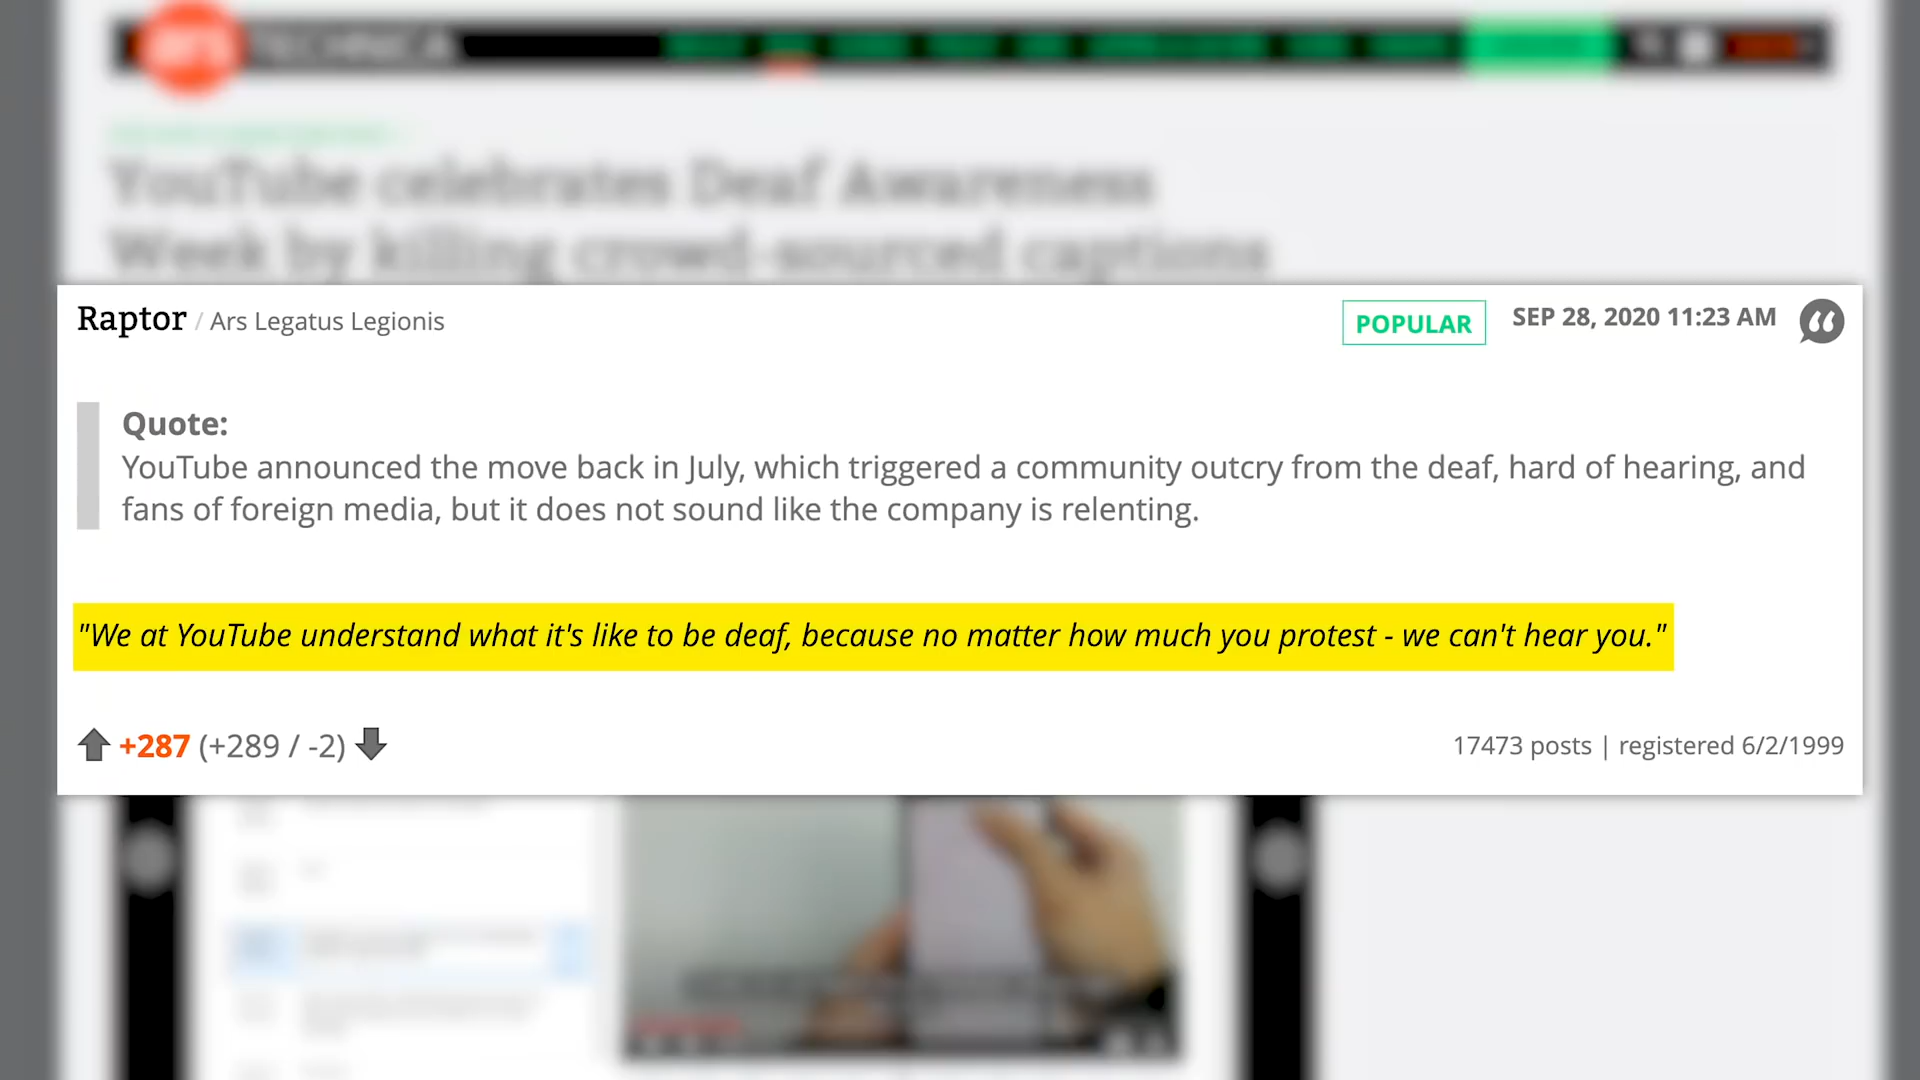 ars TECHNICA
YouTube celebrates Deaf Awareness
Week by killing crowd-sourced captions
Raptor / Ars Legatus Legionis
POPULAR
SEP 28, 2020 11:23 AM
Quote:
YouTube announced the move back in July, which triggered a community outcry from the deaf, hard of hearing, and
fans of foreign media, but it does not sound like the company is relenting.
"We at YouTube understand what it's like to be deaf, because no matter how much you protest - we can't hear you."
+287 (+289 / -2)
17473 posts | registered 6/2/1999